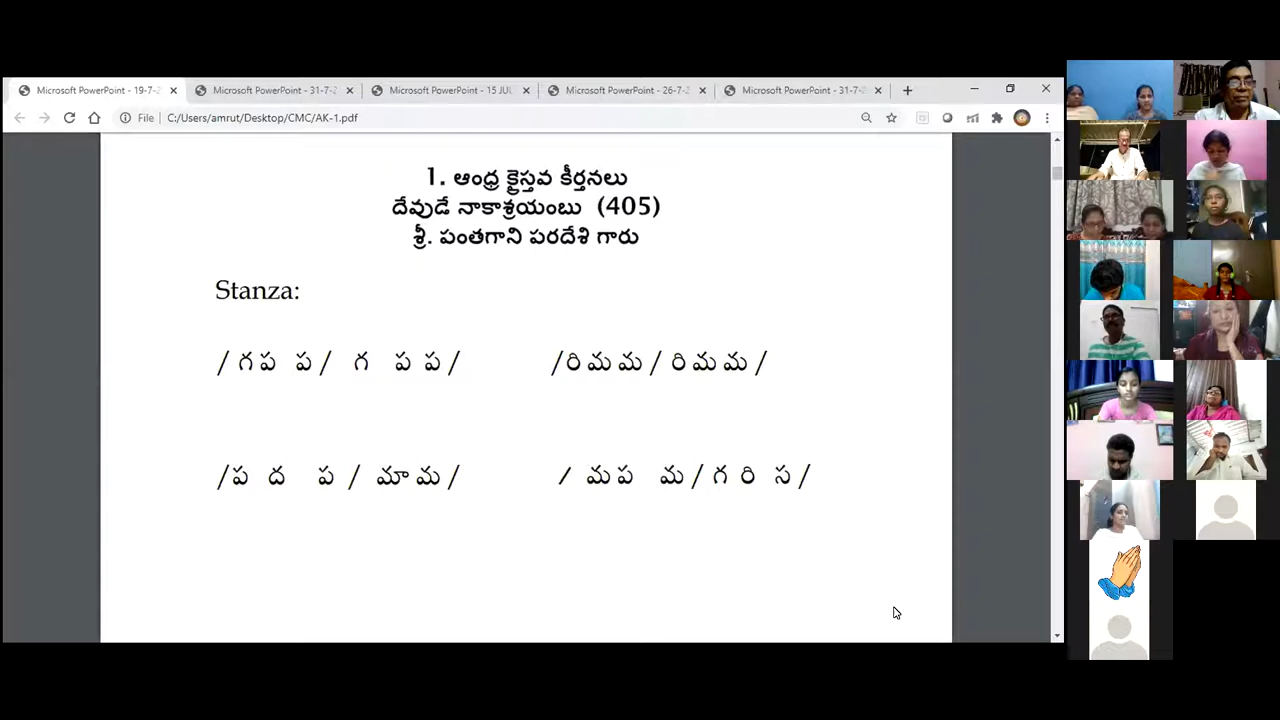 Microsoft PowerPoint - 19-7-2
Microsoft PowerPoint - 31-7-2
Microsoft PowerPoint - 15 JUL
Microsoft PowerPoint - 26-7-2
Microsoft PowerPoint - 31-7-2
File C:/Users/amrut/Desktop/CMC/AK-1.pdf
1. ఆంధ్ర క్రైస్తవ కీర్తనలు
దేవుడే నాకాశ్రయంబు (405)
శ్రీ. పంతగాని పరదేశి గారు
Stanza:
/ గ ప ప / గ ప ప / /రి మ మ / రి మ మ /
/ప ద ప / మా మ / / మ ప మ / గ రి స /